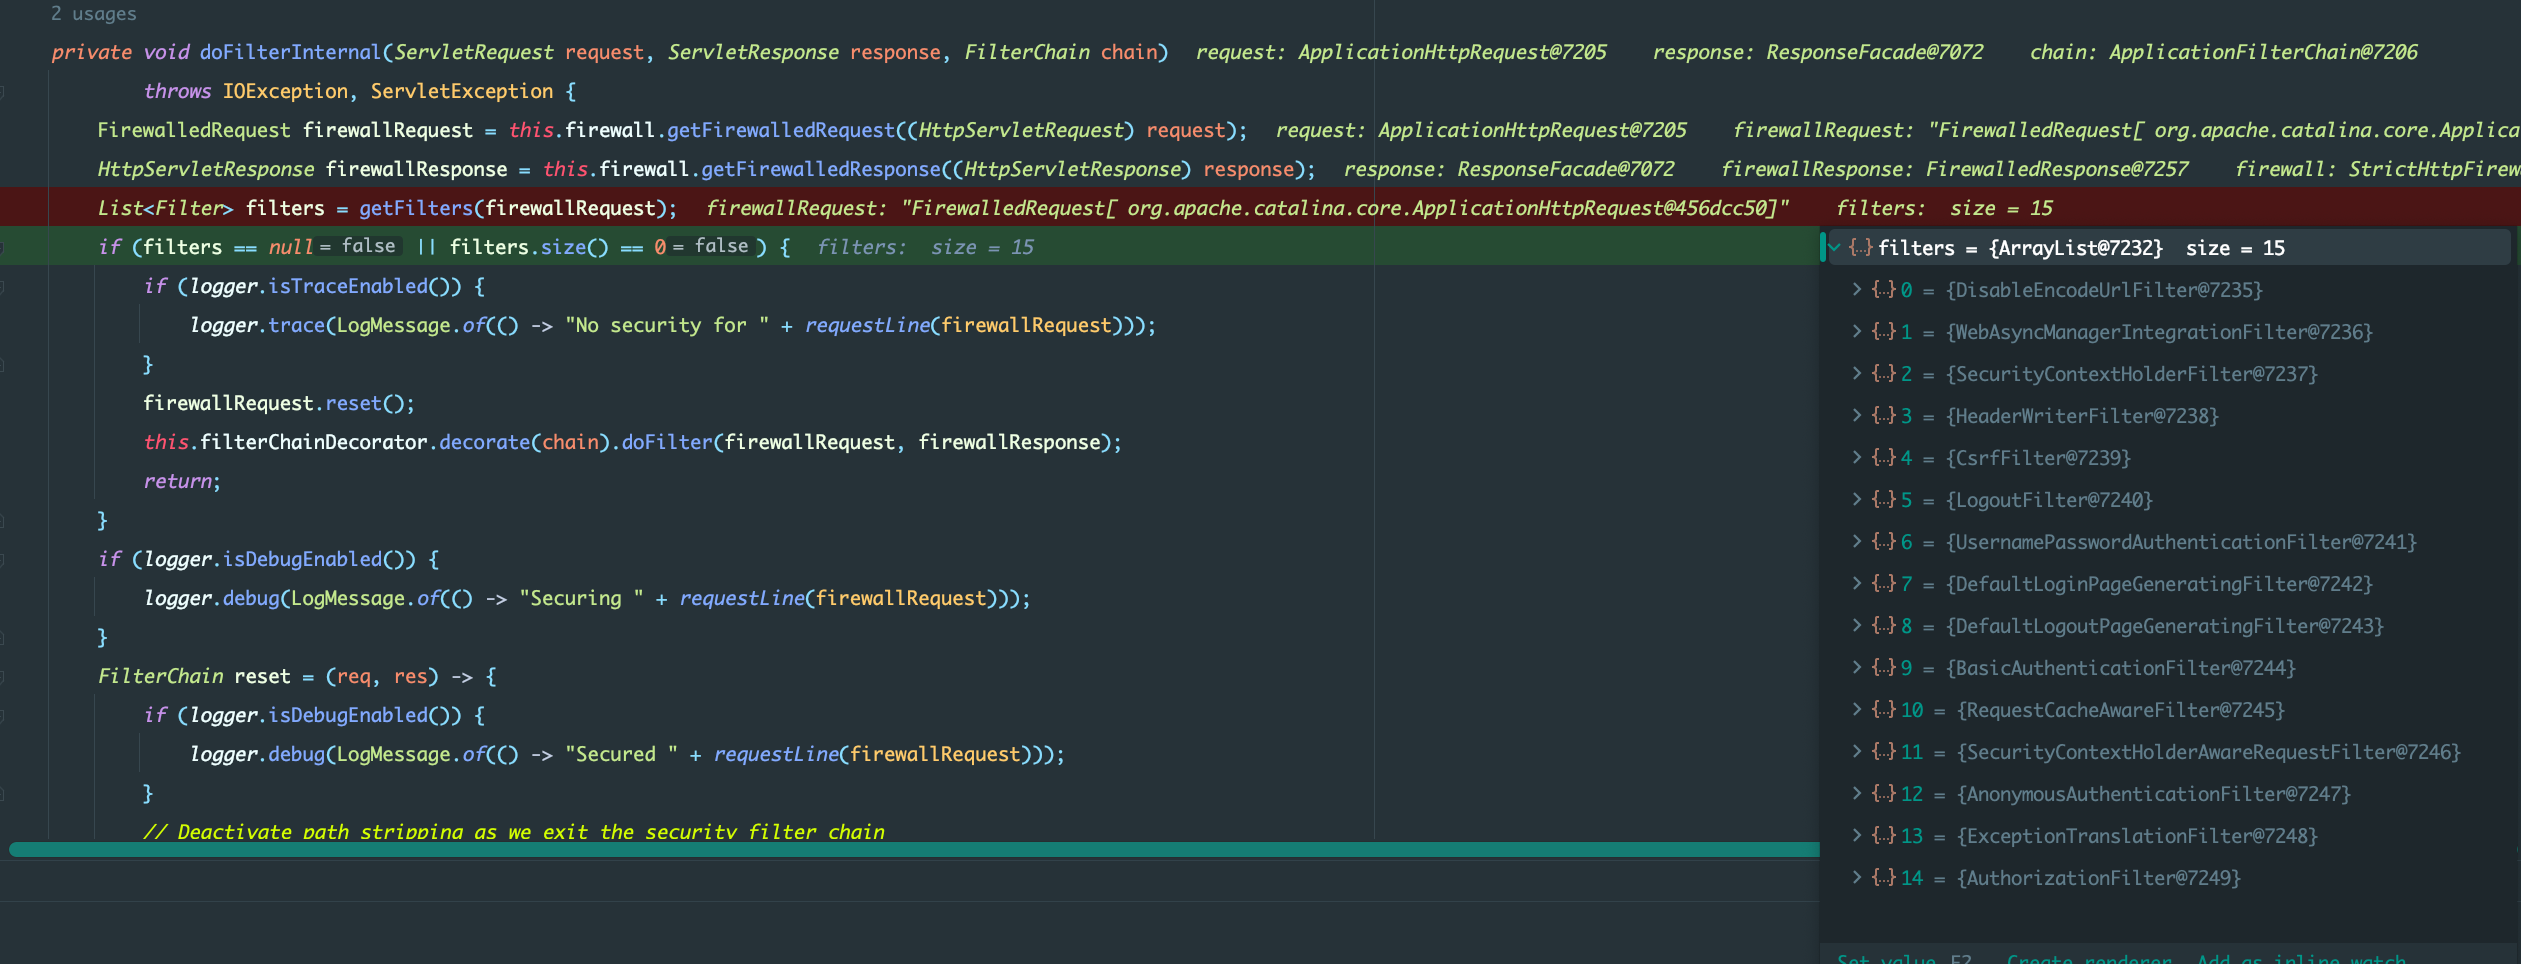 2 usages
private void doFilterInternal(ServletRequest request, ServletResponse response, FilterChain chain)  request: ApplicationHttpRequest@7205    response: ResponseFacade@7072    chain: ApplicationFilterChain@7206
throws IOException, ServletException {
FirewalledRequest firewallRequest = this.firewall.getFirewalledRequest((HttpServletRequest) request);  request: ApplicationHttpRequest@7205    firewallRequest: "FirewalledRequest[ org.apache.catalina.core.Applica
HttpServletResponse firewallResponse = this.firewall.getFirewalledResponse((HttpServletResponse) response);  response: ResponseFacade@7072    firewallResponse: FirewalledResponse@7257    firewall: StrictHttpFirew
List<Filter> filters = getFilters(firewallRequest);  firewallRequest: "FirewalledRequest[ org.apache.catalina.core.ApplicationHttpRequest@456dcc50]"    filters:  size = 15
if (filters == null = false || filters.size() == 0 = false ) {  filters:  size = 15
if (logger.isTraceEnabled()) {
logger.trace(LogMessage.of(() -> "No security for " + requestLine(firewallRequest)));
}
firewallRequest.reset();
this.filterChainDecorator.decorate(chain).doFilter(firewallRequest, firewallResponse);
return;
}
if (logger.isDebugEnabled()) {
logger.debug(LogMessage.of(() -> "Securing " + requestLine(firewallRequest)));
}
FilterChain reset = (req, res) -> {
if (logger.isDebugEnabled()) {
logger.debug(LogMessage.of(() -> "Secured " + requestLine(firewallRequest)));
}
// Deactivate path stripping as we exit the security filter chain
{...} filters = {ArrayList@7232}  size = 15
{...} 0 = {DisableEncodeUrlFilter@7235}
{...} 1 = {WebAsyncManagerIntegrationFilter@7236}
{...} 2 = {SecurityContextHolderFilter@7237}
{...} 3 = {HeaderWriterFilter@7238}
{...} 4 = {CsrfFilter@7239}
{...} 5 = {LogoutFilter@7240}
{...} 6 = {UsernamePasswordAuthenticationFilter@7241}
{...} 7 = {DefaultLoginPageGeneratingFilter@7242}
{...} 8 = {DefaultLogoutPageGeneratingFilter@7243}
{...} 9 = {BasicAuthenticationFilter@7244}
{...} 10 = {RequestCacheAwareFilter@7245}
{...} 11 = {SecurityContextHolderAwareRequestFilter@7246}
{...} 12 = {AnonymousAuthenticationFilter@7247}
{...} 13 = {ExceptionTranslationFilter@7248}
{...} 14 = {AuthorizationFilter@7249}
Set value F2  Create renderer  Add as inline watch